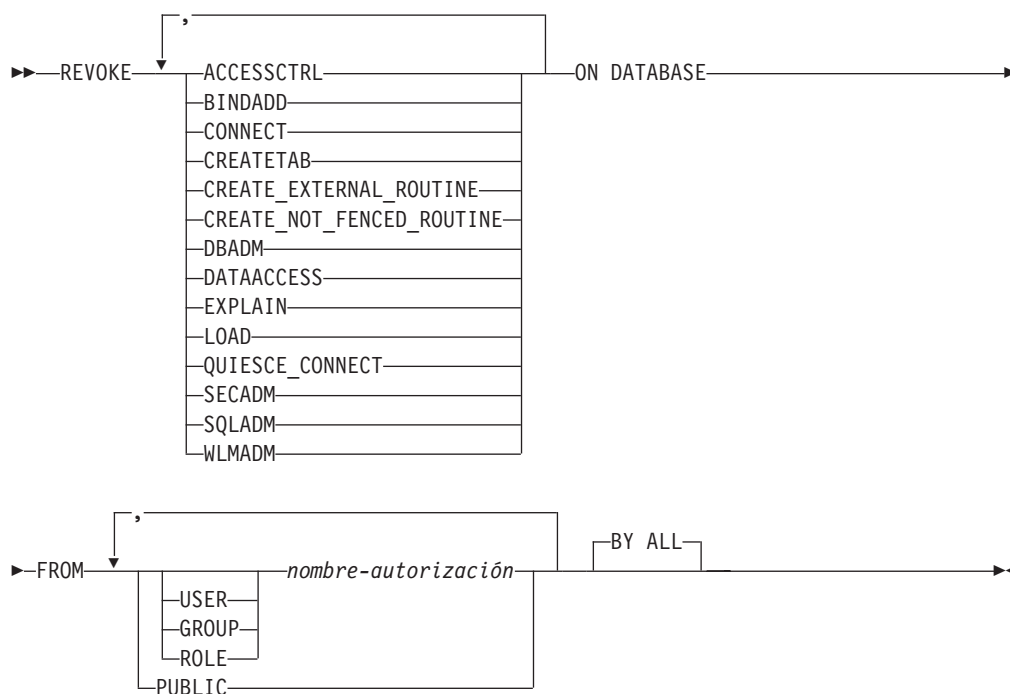 ,
REVOKE ACCESSCTRL ON DATABASE
BINDADD
CONNECT
CREATETAB
CREATE_EXTERNAL_ROUTINE
CREATE_NOT_FENCED_ROUTINE
DBADM
DATAACCESS
EXPLAIN
LOAD
QUIESCE_CONNECT
SECADM
SQLADM
WLMADM
,
BY ALL
FROM nombre-autorización
USER
GROUP
ROLE
PUBLIC